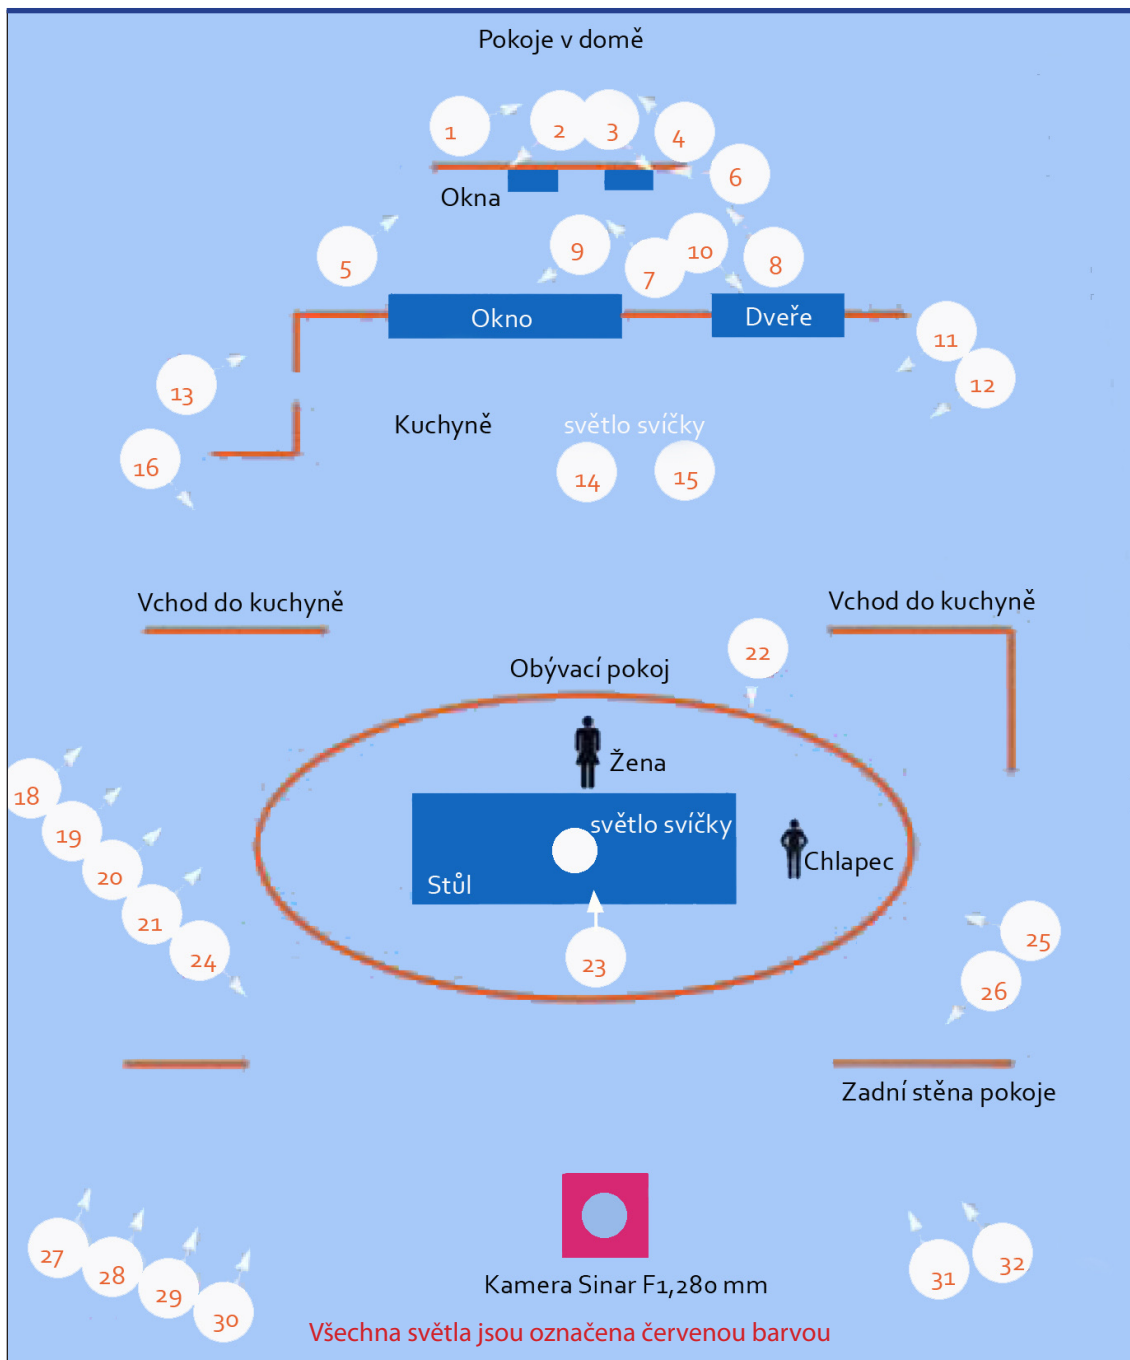 Pokoje v domě
1
2
3
4
6
Okna
5
9
7
10
8
Okno
Dveře
11
12
13
Kuchyně
světlo svíčky
16
14
15
Vchod do kuchyně
Vchod do kuchyně
22
Obývací pokoj
Žena
18
19
20
21
24
světlo svíčky
Stůl
Chlapec
23
25
26
Zadní stěna pokoje
27
28
29
30
31
32
Kamera Sinar F1,280 mm
Všechna světla jsou označena červenou barvou